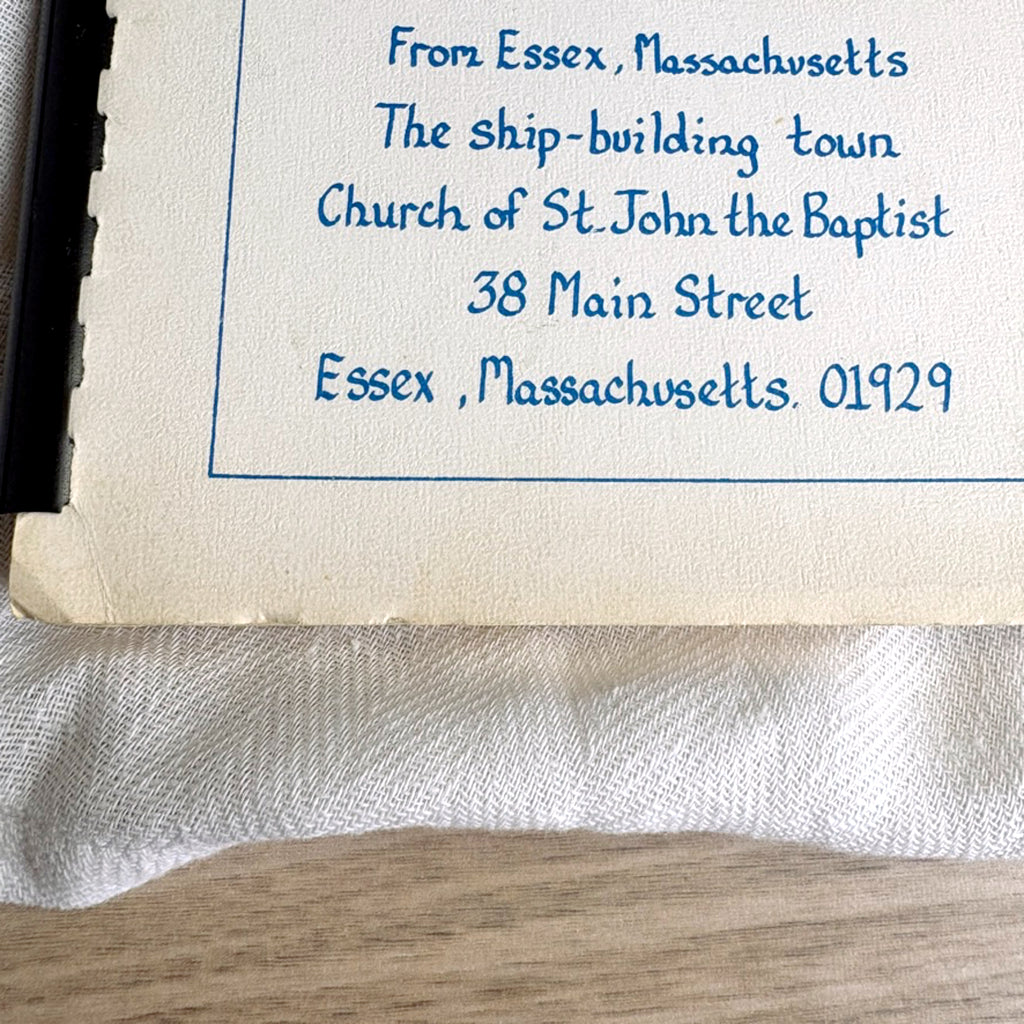 From Essex, Massachusetts
The ship-building town
Church of St. John the Baptist
38 Main Street
Essex , Massachusetts. 01929